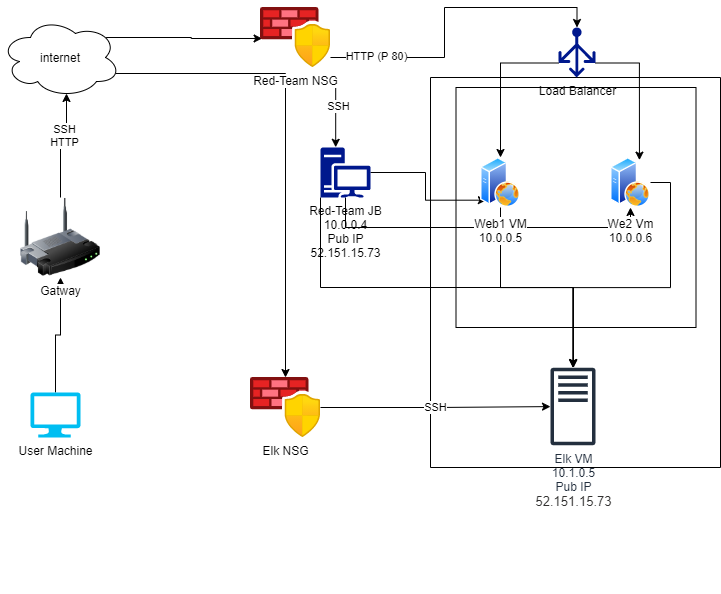 internet
Red-Team NSG
HTTP (P 80)
Load Balancer
SSH
SSH
HTTP
Red-Team JB
10.0.0.4
Pub IP
52.151.15.73
Web1 VM
10.0.0.5
We2 Vm
10.0.0.6
Gatway
User Machine
Elk NSG
SSH
Elk VM
10.1.0.5
Pub IP
52.151.15.73